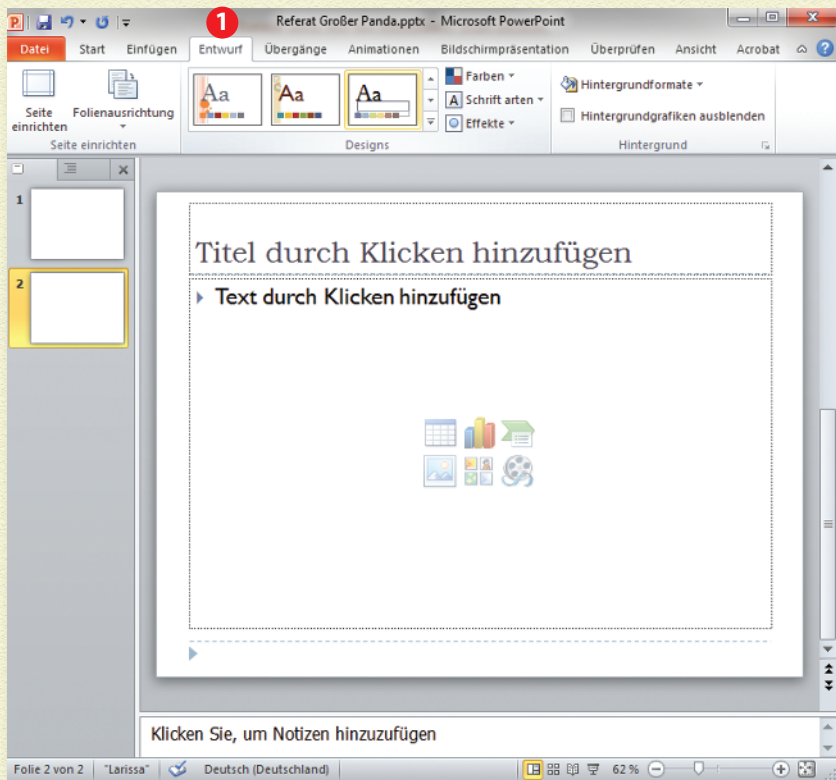 1
Referat Großer Panda.pptx - Microsoft PowerPoint
Datei Start Einfügen Entwurf Übergänge Animationen Bildschirmpräsentation Überprüfen Ansicht Acrobat
Seite einrichten
Folienausrichtung
Seite einrichten
Aa Aa Aa
Designs
Farben
Schrift arten
Effekte
Hintergrundformate
Hintergrundgrafiken ausblenden
Hintergrund
1
2
Titel durch Klicken hinzufügen
Text durch Klicken hinzufügen
Klicken Sie, um Notizen hinzuzufügen
Folie 2 von 2 "Larissa" Deutsch (Deutschland) 62 %